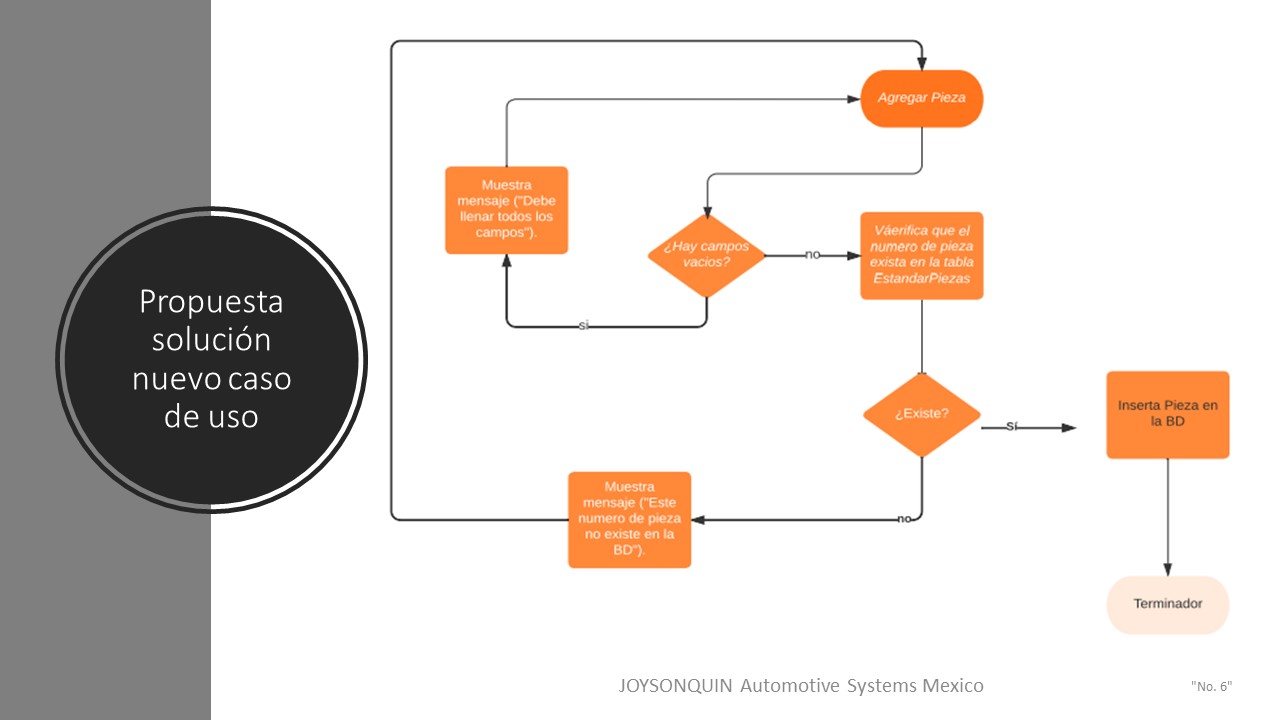 Propuesta
solución
nuevo caso
de uso
Agregar Pieza
Muestra
mensaje ("Debe
llenar todos los
campos").
¿Hay campos
vacios?
no
Váerifica que el
numero de pieza
exista en la tabla
EstandarPiezas
si
¿Existe?
sí
Inserta Pieza en
la BD
Muestra
mensaje ("Este
numero de pieza
no existe en la
BD").
no
Terminador
JOYSONQUIN Automotive Systems Mexico
"No. 6"